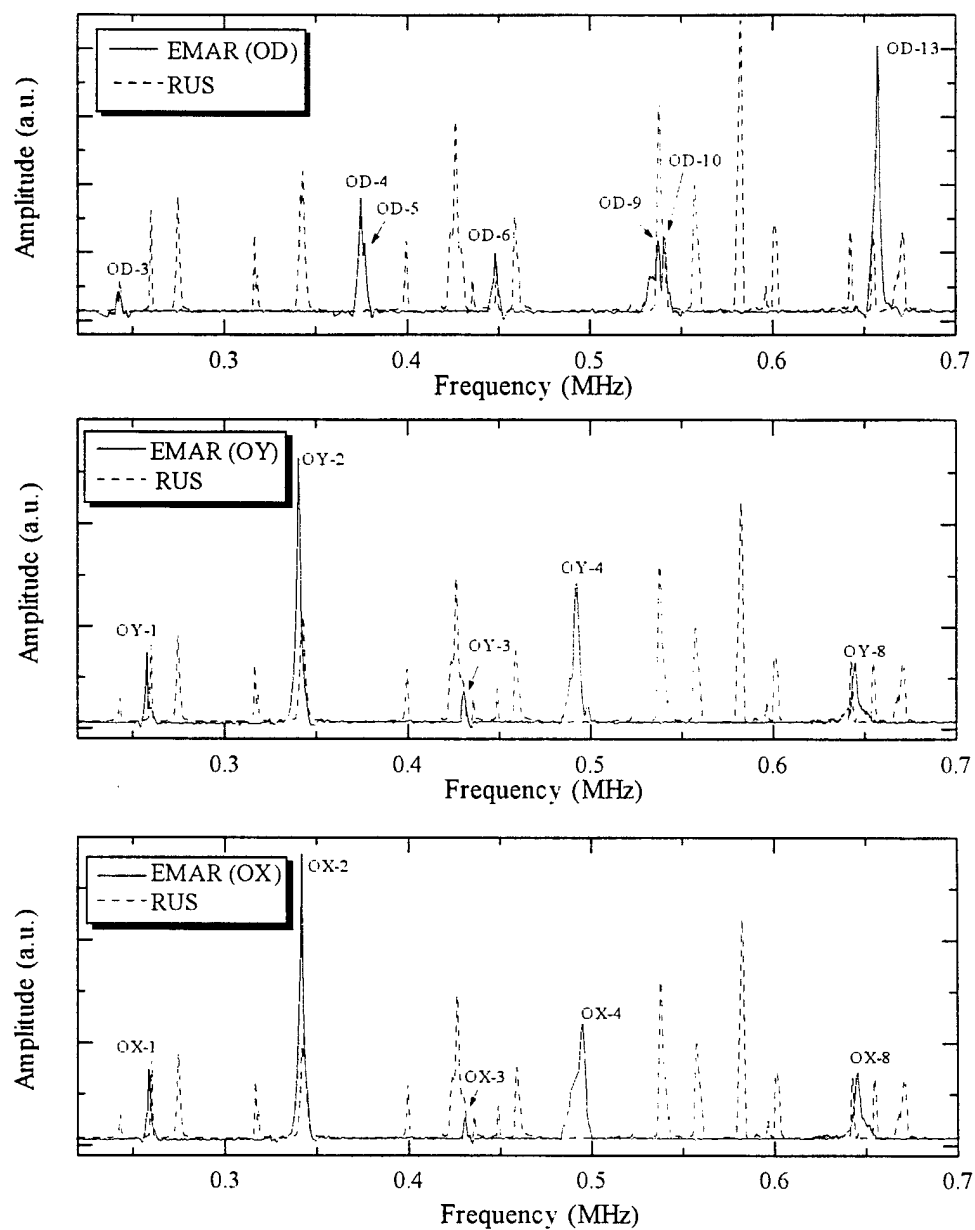 EMAR (OD)
RUS
OD-13
OD-4
OD-5
OD-10
OD-9
OD-6
OD-3
Amplitude (a.u.)
0.3 0.4 0.5 0.6 0.7
Frequency (MHz)
EMAR (OY)
RUS
OY-2
OY-4
OY-1
OY-3
OY-8
Amplitude (a.u.)
0.3 0.4 0.5 0.6 0.7
Frequency (MHz)
EMAR (OX)
RUS
OX-2
OX-4
OX-1
OX-3
OX-8
Amplitude (a.u.)
0.3 0.4 0.5 0.6 0.7
Frequency (MHz)